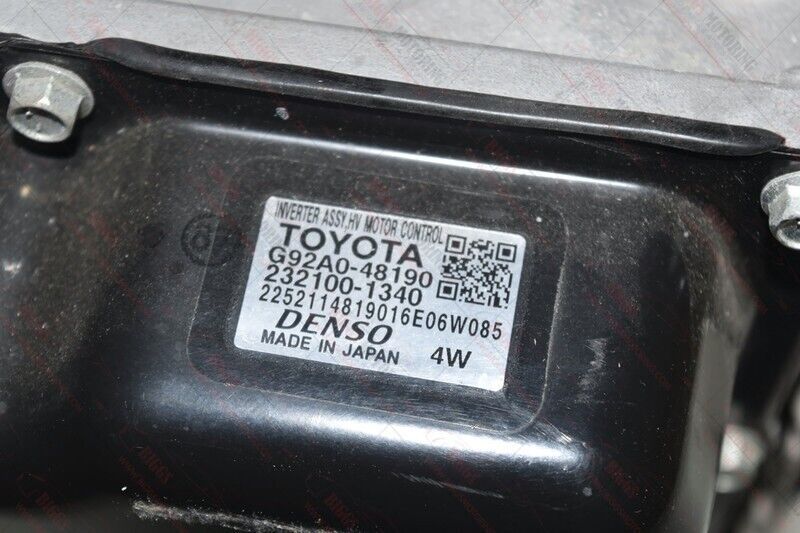 INVERTER ASSY,HV MOTOR CONTROL
TOYOTA
G92A0-48190
232100-1340
2252114819016E06W085
DENSO
MADE IN JAPAN 4W